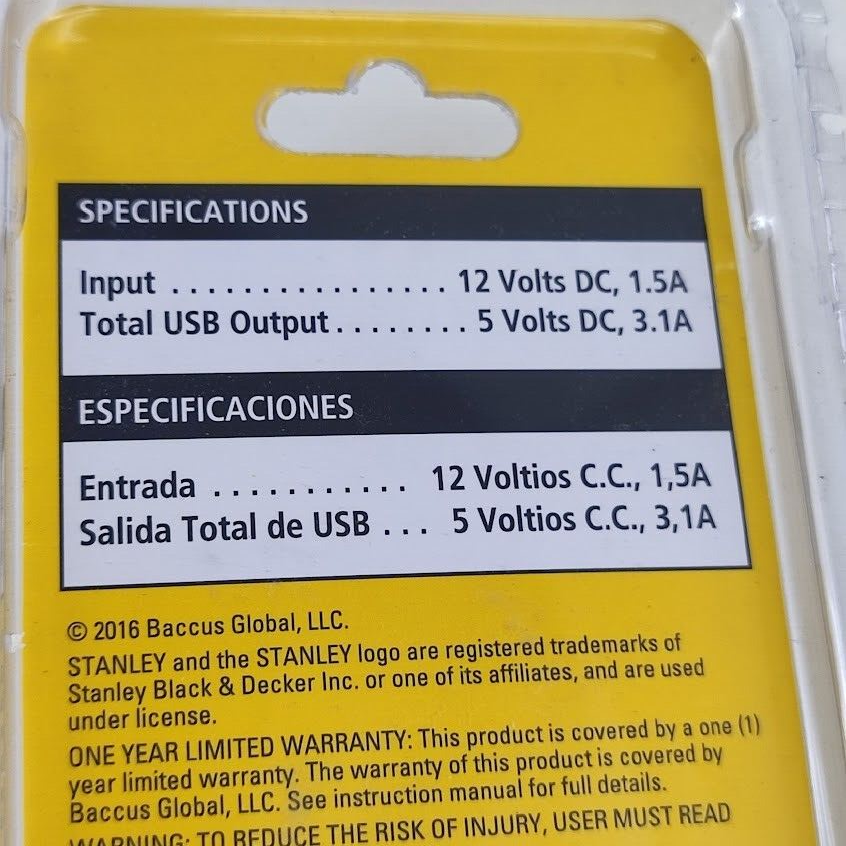 SPECIFICATIONS
Input ................. 12 Volts DC, 1.5A
Total USB Output........ 5 Volts DC, 3.1A
ESPECIFICACIONES
Entrada ........... 12 Voltios C.C., 1,5A
Salida Total de USB ... 5 Voltios C.C., 3,1A
© 2016 Baccus Global, LLC.
STANLEY and the STANLEY logo are registered trademarks of
Stanley Black & Decker Inc. or one of its affiliates, and are used
under license.
ONE YEAR LIMITED WARRANTY: This product is covered by a one (1)
year limited warranty. The warranty of this product is covered by
Baccus Global, LLC. See instruction manual for full details.
WARNING: TO REDUCE THE RISK OF INJURY, USER MUST READ